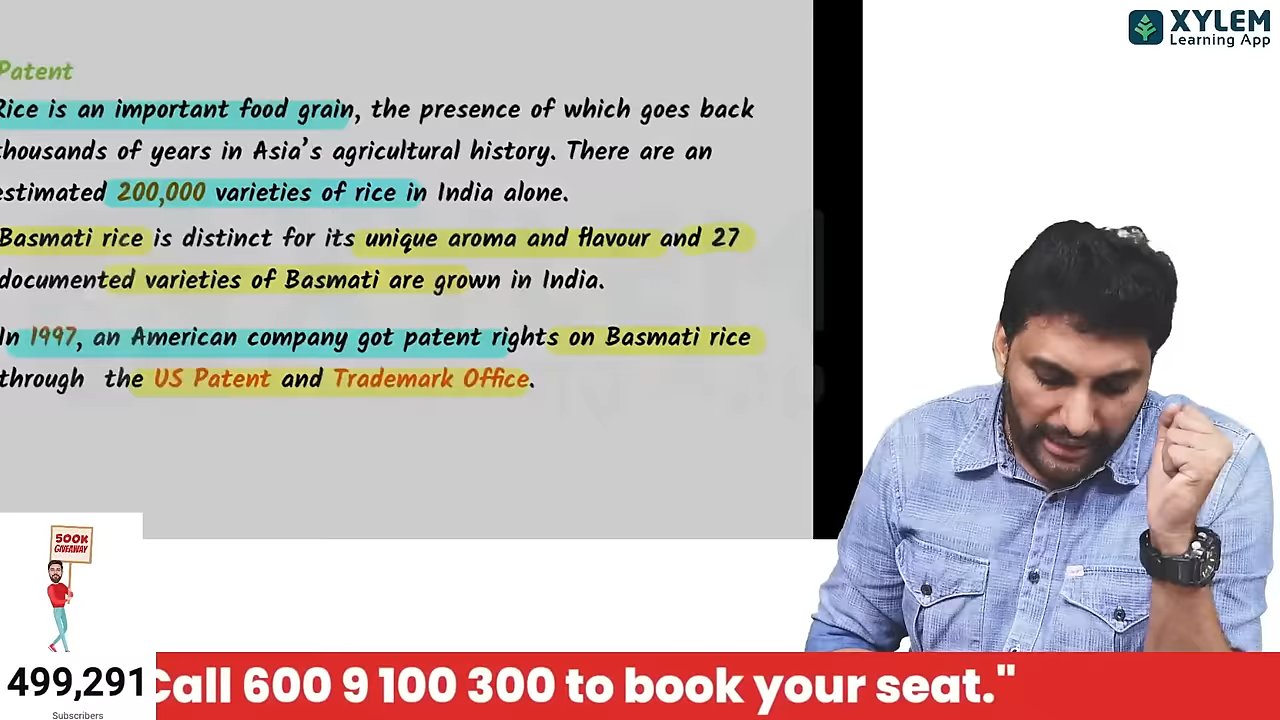 XYLEM
Learning App
Patent
Rice is an important food grain, the presence of which goes back
thousands of years in Asia's agricultural history. There are an
estimated 200,000 varieties of rice in India alone.
Basmati rice is distinct for its unique aroma and flavour and 27
documented varieties of Basmati are grown in India.
In 1997, an American company got patent rights on Basmati rice
through the US Patent and Trademark Office.
500K
GIVEAWAY
499,291
Subscribers
Call 600 9 100 300 to book your seat."